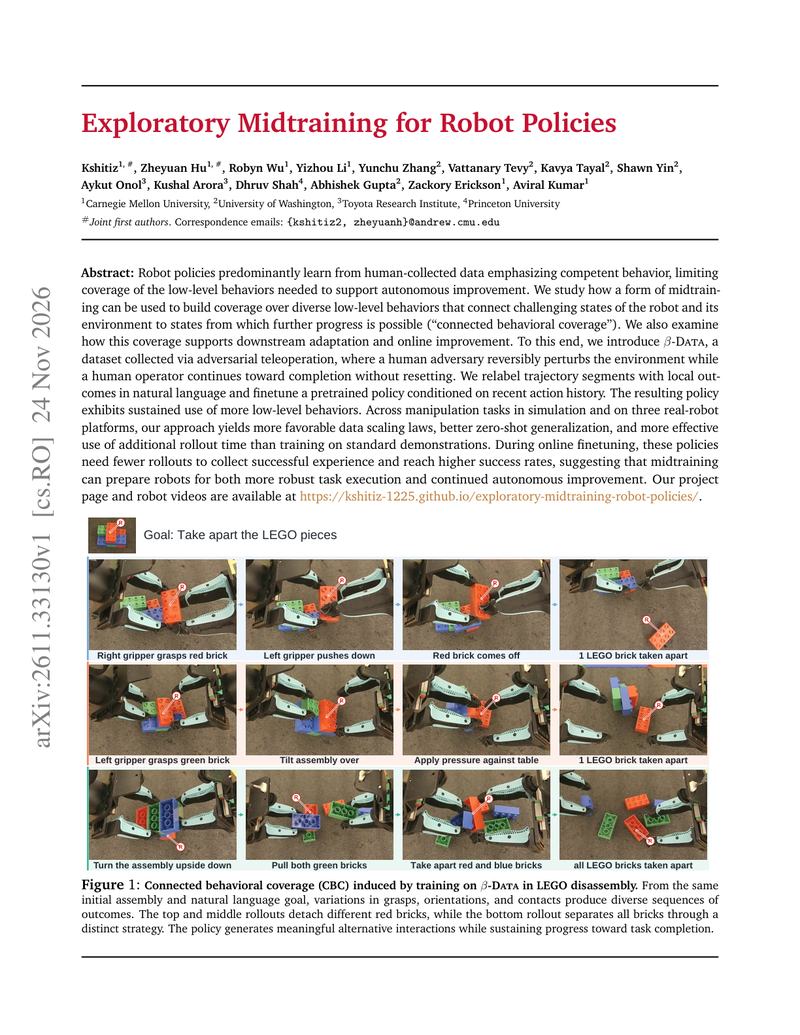 Exploratory Midtraining for Robot Policies
Kshitiz1, #, Zheyuan Hu1, #, Robyn Wu1, Yizhou Li1, Yunchu Zhang2, Vattanary Tevy2, Kavya Tayal2, Shawn Yin2,
Aykut Onol3, Kushal Arora3, Dhruv Shah4, Abhishek Gupta2, Zackory Erickson1, Aviral Kumar1
1Carnegie Mellon University, 2University of Washington, 3Toyota Research Institute, 4Princeton University
#Joint first authors. Correspondence emails: {kshitiz2, zheyuanh}@andrew.cmu.edu
Abstract: Robot policies predominantly learn from human-collected data emphasizing competent behavior, limiting
coverage of the low-level behaviors needed to support autonomous improvement. We study how a form of midtrain-
ing can be used to build coverage over diverse low-level behaviors that connect challenging states of the robot and its
environment to states from which further progress is possible (“connected behavioral coverage”). We also examine
how this coverage supports downstream adaptation and online improvement. To this end, we introduce β-DATA, a
dataset collected via adversarial teleoperation, where a human adversary reversibly perturbs the environment while
a human operator continues toward completion without resetting. We relabel trajectory segments with local out-
comes in natural language and finetune a pretrained policy conditioned on recent action history. The resulting policy
exhibits sustained use of more low-level behaviors. Across manipulation tasks in simulation and on three real-robot
platforms, our approach yields more favorable data scaling laws, better zero-shot generalization, and more effective
use of additional rollout time than training on standard demonstrations. During online finetuning, these policies
need fewer rollouts to collect successful experience and reach higher success rates, suggesting that midtraining
can prepare robots for both more robust task execution and continued autonomous improvement. Our project
page and robot videos are available at https://kshitiz-1225.github.io/exploratory-midtraining-robot-policies/.
arXiv:2611.33130v1 [cs.RO] 24 Nov 2026
R
Goal: Take apart the LEGO pieces
R R R R
Right gripper grasps red brick Left gripper pushes down Red brick comes off 1 LEGO brick taken apart
R R R R
Left gripper grasps green brick Tilt assembly over Apply pressure against table 1 LEGO brick taken apart
R R R R
Turn the assembly upside down Pull both green bricks Take apart red and blue bricks all LEGO bricks taken apart
Figure 1: Connected behavioral coverage (CBC) induced by training on β-DATA in LEGO disassembly. From the same
initial assembly and natural language goal, variations in grasps, orientations, and contacts produce diverse sequences of
outcomes. The top and middle rollouts detach different red bricks, while the bottom rollout separates all bricks through a
distinct strategy. The policy generates meaningful alternative interactions while sustaining progress toward task completion.